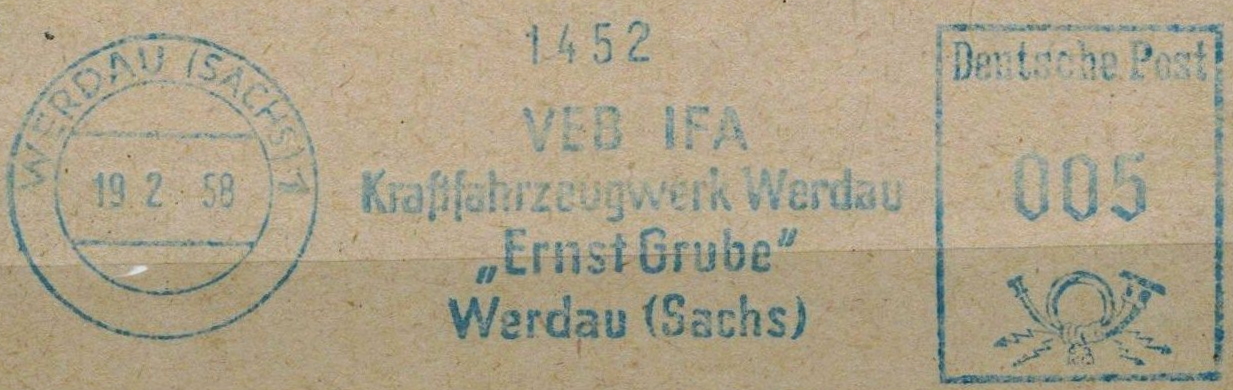 WERDAU (SACHS) 1
19 2 58
1452
VEB IFA
Kraftfahrzeugwerk Werdau
„Ernst Grube“
Werdau (Sachs)
Deutsche Post
005